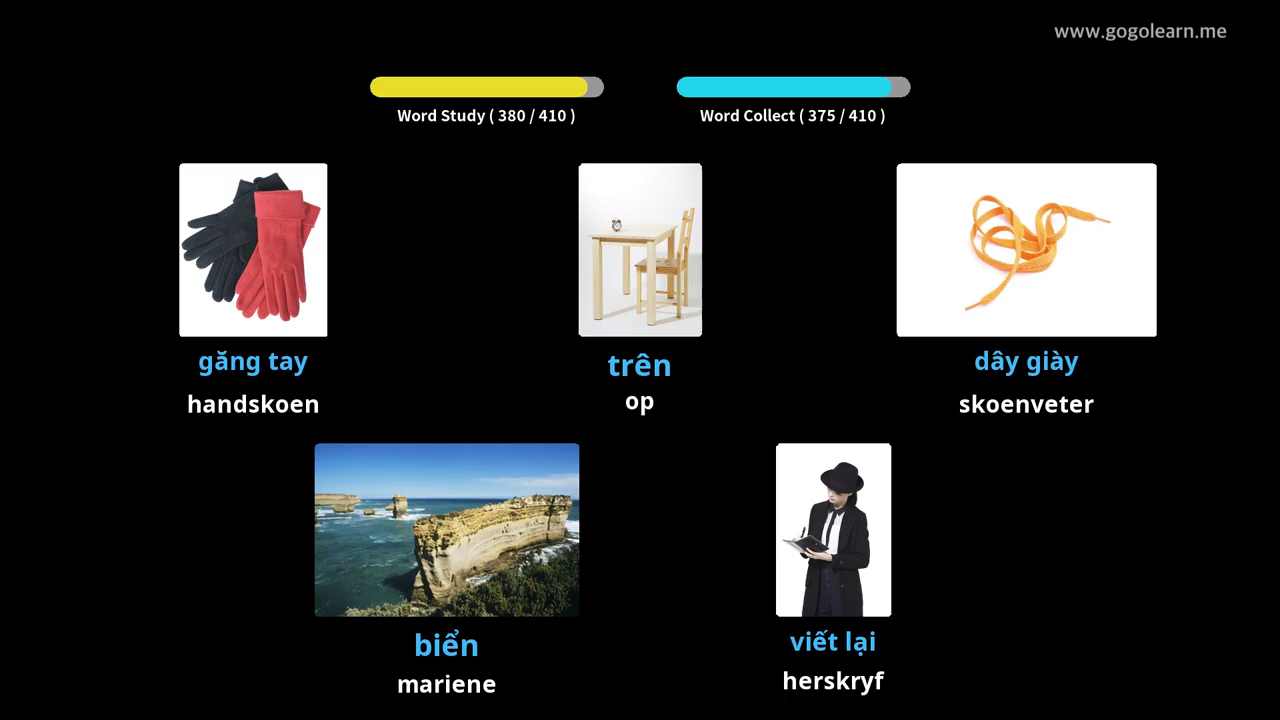 www.gogolearn.me
Word Study ( 380 / 410 )
Word Collect ( 375 / 410 )
găng tay
handskoen
trên
op
dây giày
skoenveter
biển
mariene
viết lại
herskryf